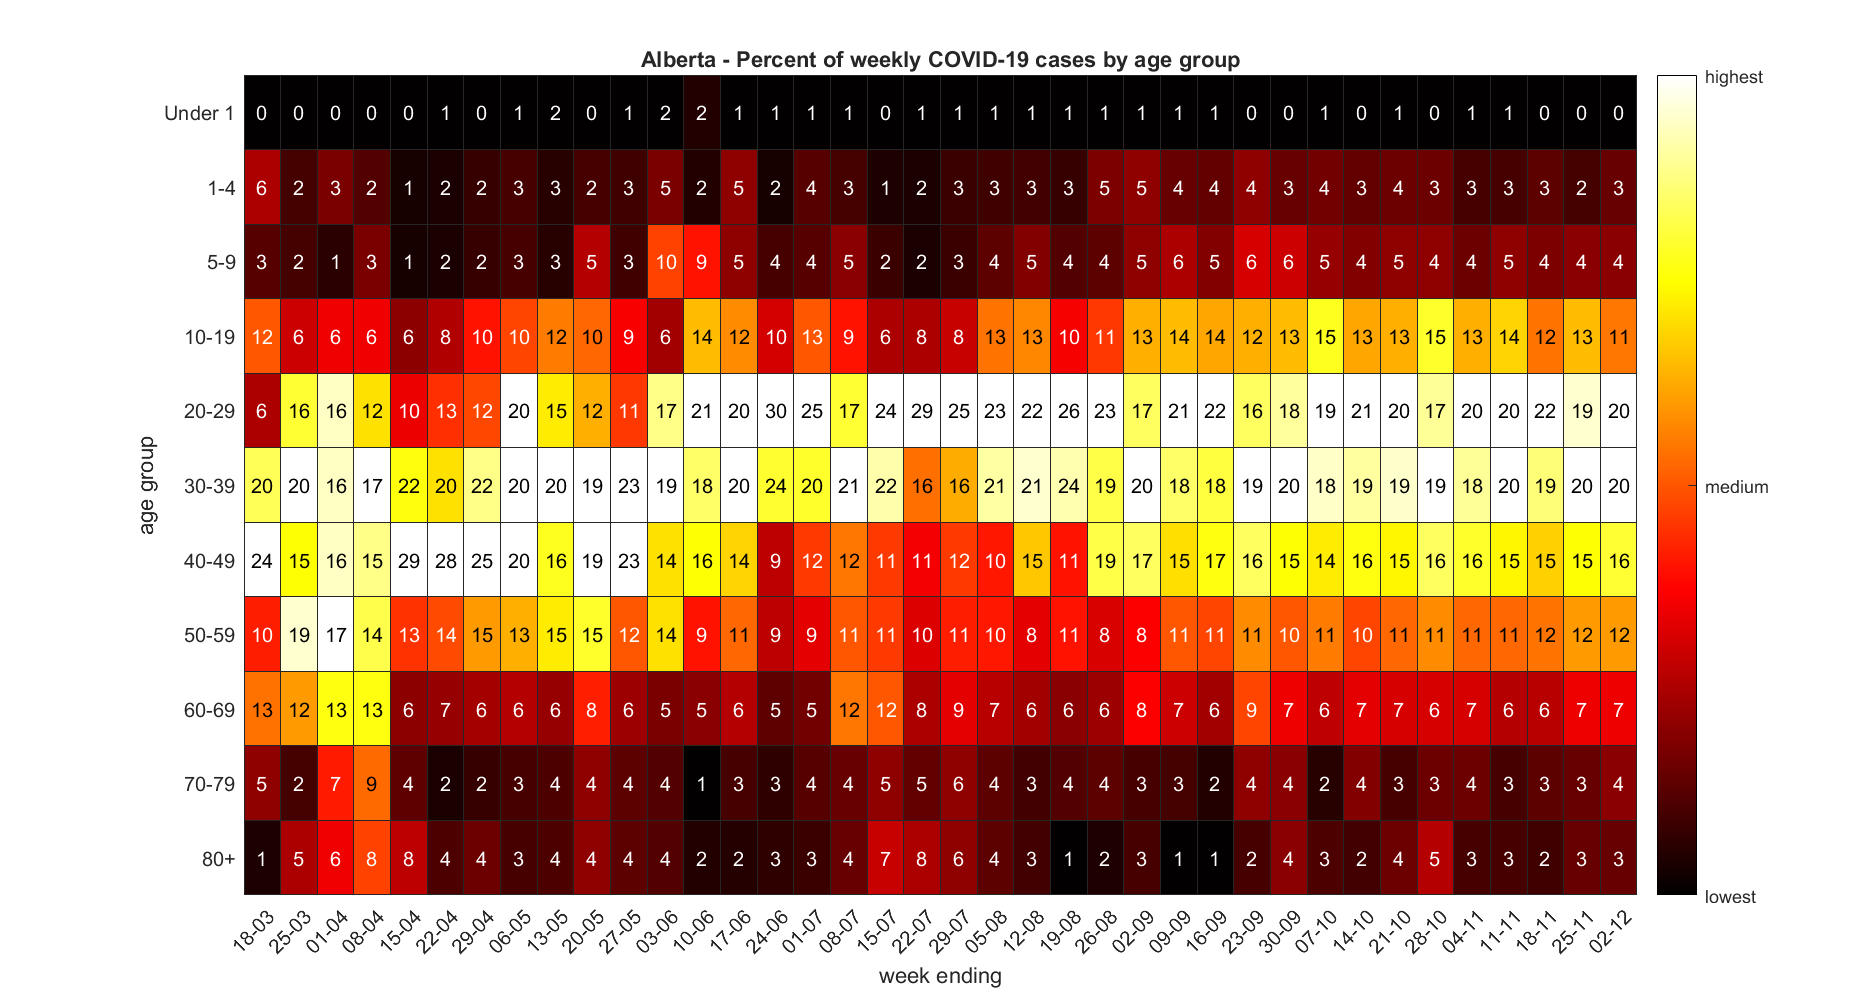 Alberta - Percent of weekly COVID-19 cases by age group
highest
Under 1 0 0 0 0 0 1 0 1 2 0 1 2 2 1 1 1 1 0 1 1 1 1 1 1 1 1 1 0 0 1 0 1 0 1 1 0 0 0
1-4 6 2 3 2 1 2 2 3 3 2 3 5 2 5 2 4 3 1 2 3 3 3 3 5 5 4 4 4 3 4 3 4 3 3 3 3 2 3
5-9 3 2 1 3 1 2 2 3 3 5 3 10 9 5 4 4 5 2 2 3 4 5 4 4 5 6 5 6 6 5 4 5 4 4 5 4 4 4
10-19 12 6 6 6 6 8 10 10 12 10 9 6 14 12 10 13 9 6 8 8 13 13 10 11 13 14 14 12 13 15 13 13 15 13 14 12 13 11
20-29 6 16 16 12 10 13 12 20 15 12 11 17 21 20 30 25 17 24 29 25 23 22 26 23 17 21 22 16 18 19 21 20 17 20 20 22 19 20
30-39 20 20 16 17 22 20 22 20 20 19 23 19 18 20 24 20 21 22 16 16 21 21 24 19 20 18 18 19 20 18 19 19 19 18 20 19 20 20
medium
age group
40-49 24 15 16 15 29 28 25 20 16 19 23 14 16 14 9 12 12 11 11 12 10 15 11 19 17 15 17 16 15 14 16 15 16 16 15 15 15 16
50-59 10 19 17 14 13 14 15 13 15 15 12 14 9 11 9 9 11 11 10 11 10 8 11 8 8 11 11 11 10 11 10 11 11 11 11 12 12 12
60-69 13 12 13 13 6 7 6 6 6 8 6 5 5 6 5 5 12 12 8 9 7 6 6 6 8 7 6 9 7 6 7 7 6 7 6 6 7 7
70-79 5 2 7 9 4 2 2 3 4 4 4 4 1 3 3 4 4 5 5 6 4 3 4 4 3 3 2 4 4 2 4 3 3 4 3 3 3 4
80+ 1 5 6 8 8 4 4 3 4 4 4 4 2 2 3 3 4 7 8 6 4 3 1 2 3 1 1 2 4 3 2 4 5 3 3 2 3 3
lowest
18-03 25-03 01-04 08-04 15-04 22-04 29-04 06-05 13-05 20-05 27-05 03-06 10-06 17-06 24-06 01-07 08-07 15-07 22-07 29-07 05-08 12-08 19-08 26-08 02-09 09-09 16-09 23-09 30-09 07-10 14-10 21-10 28-10 04-11 11-11 18-11 25-11 02-12
week ending